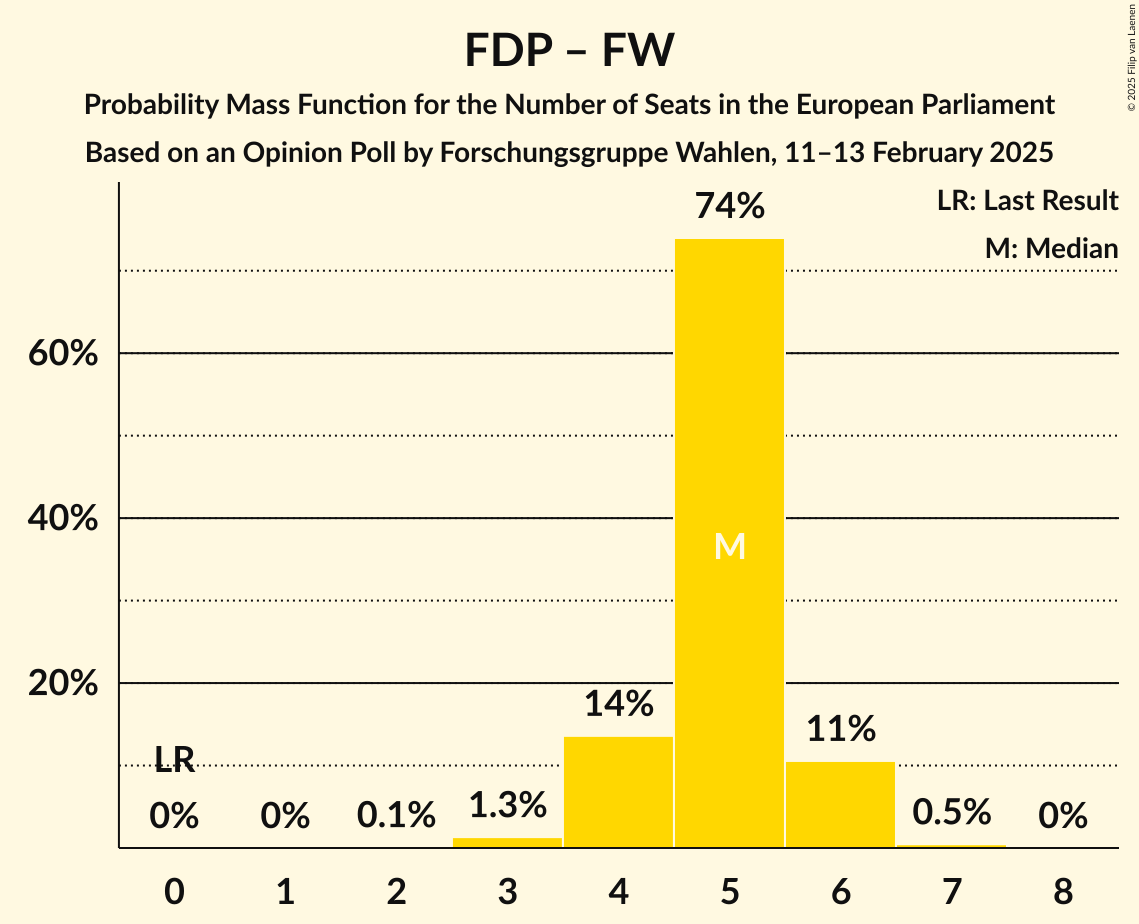 FDP – FW
Probability Mass Function for the Number of Seats in the European Parliament
Based on an Opinion Poll by Forschungsgruppe Wahlen, 11–13 February 2025
© 2025 Filip van Laenen
LR: Last Result
M: Median
74%
60%
40%
M
20%
14%
11%
LR
0%
0%
0.1%
1.3%
0.5%
0%
0
1
2
3
4
5
6
7
8